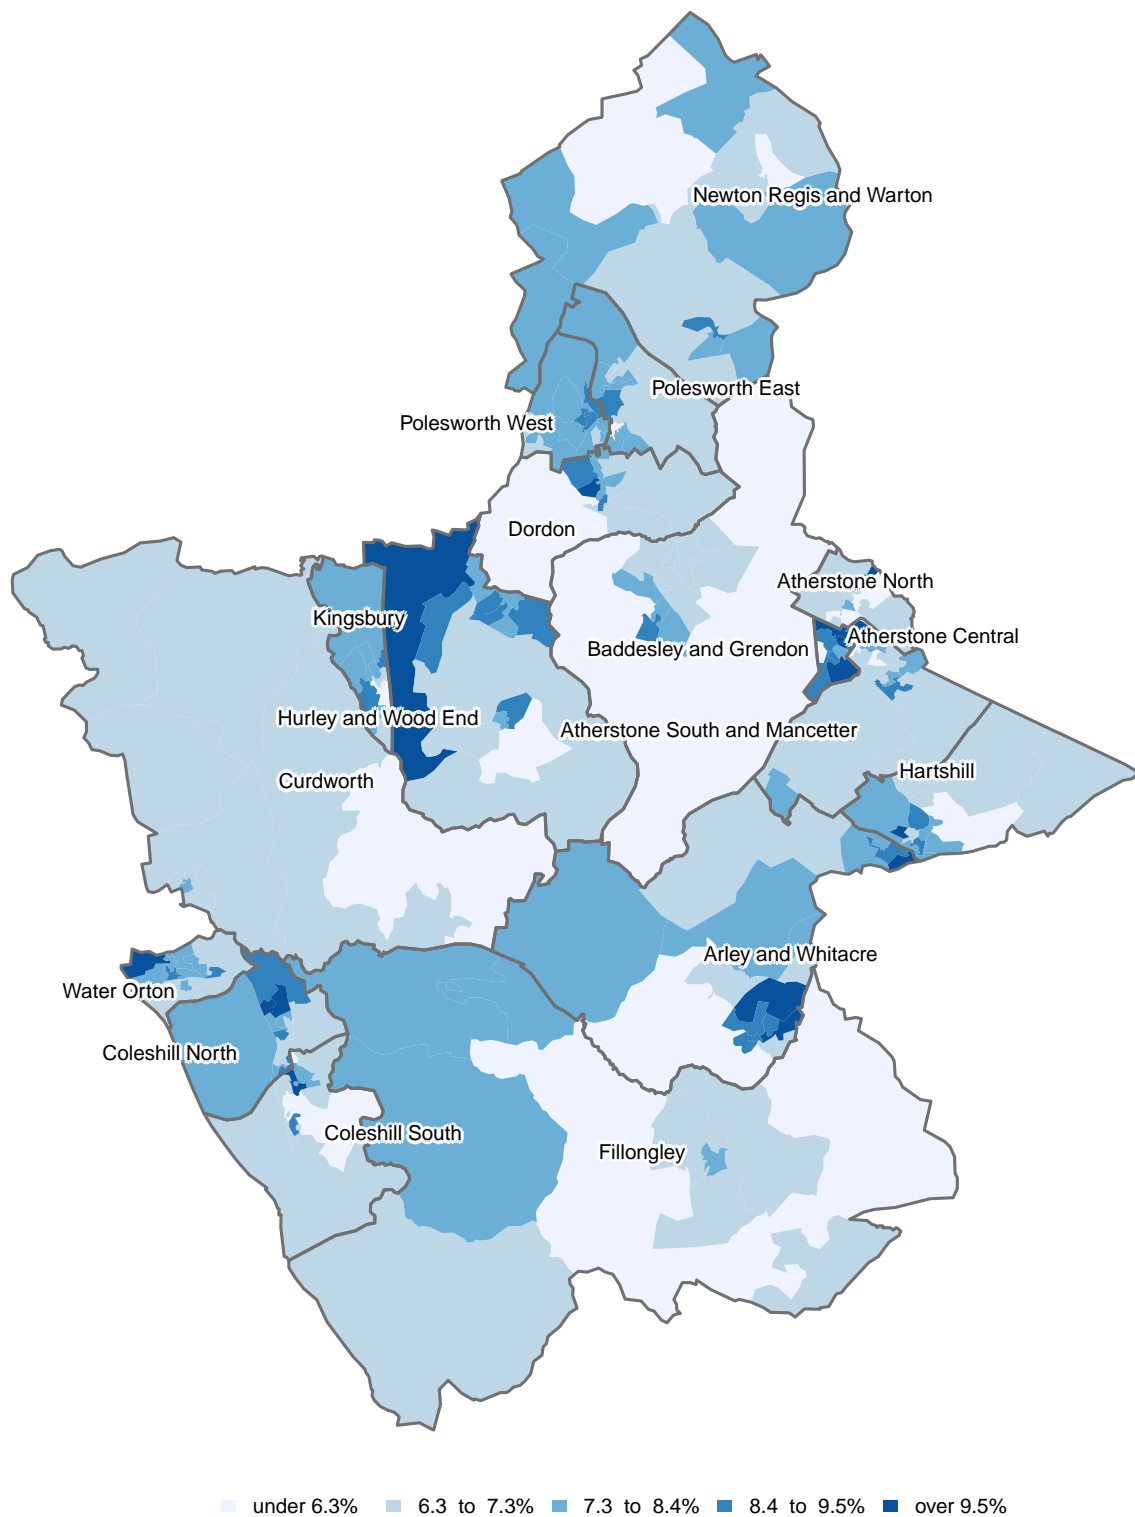 Newton Regis and Warton
Polesworth East
Polesworth West
Dordon
Atherstone North
Kingsbury
Atherstone Central
Baddesley and Grendon
Hurley and Wood End
Atherstone South and Mancetter
Hartshill
Curdworth
Arley and Whitacre
Water Orton
Coleshill North
Coleshill South
Fillongley
under 6.3% 6.3 to 7.3% 7.3 to 8.4% 8.4 to 9.5% over 9.5%